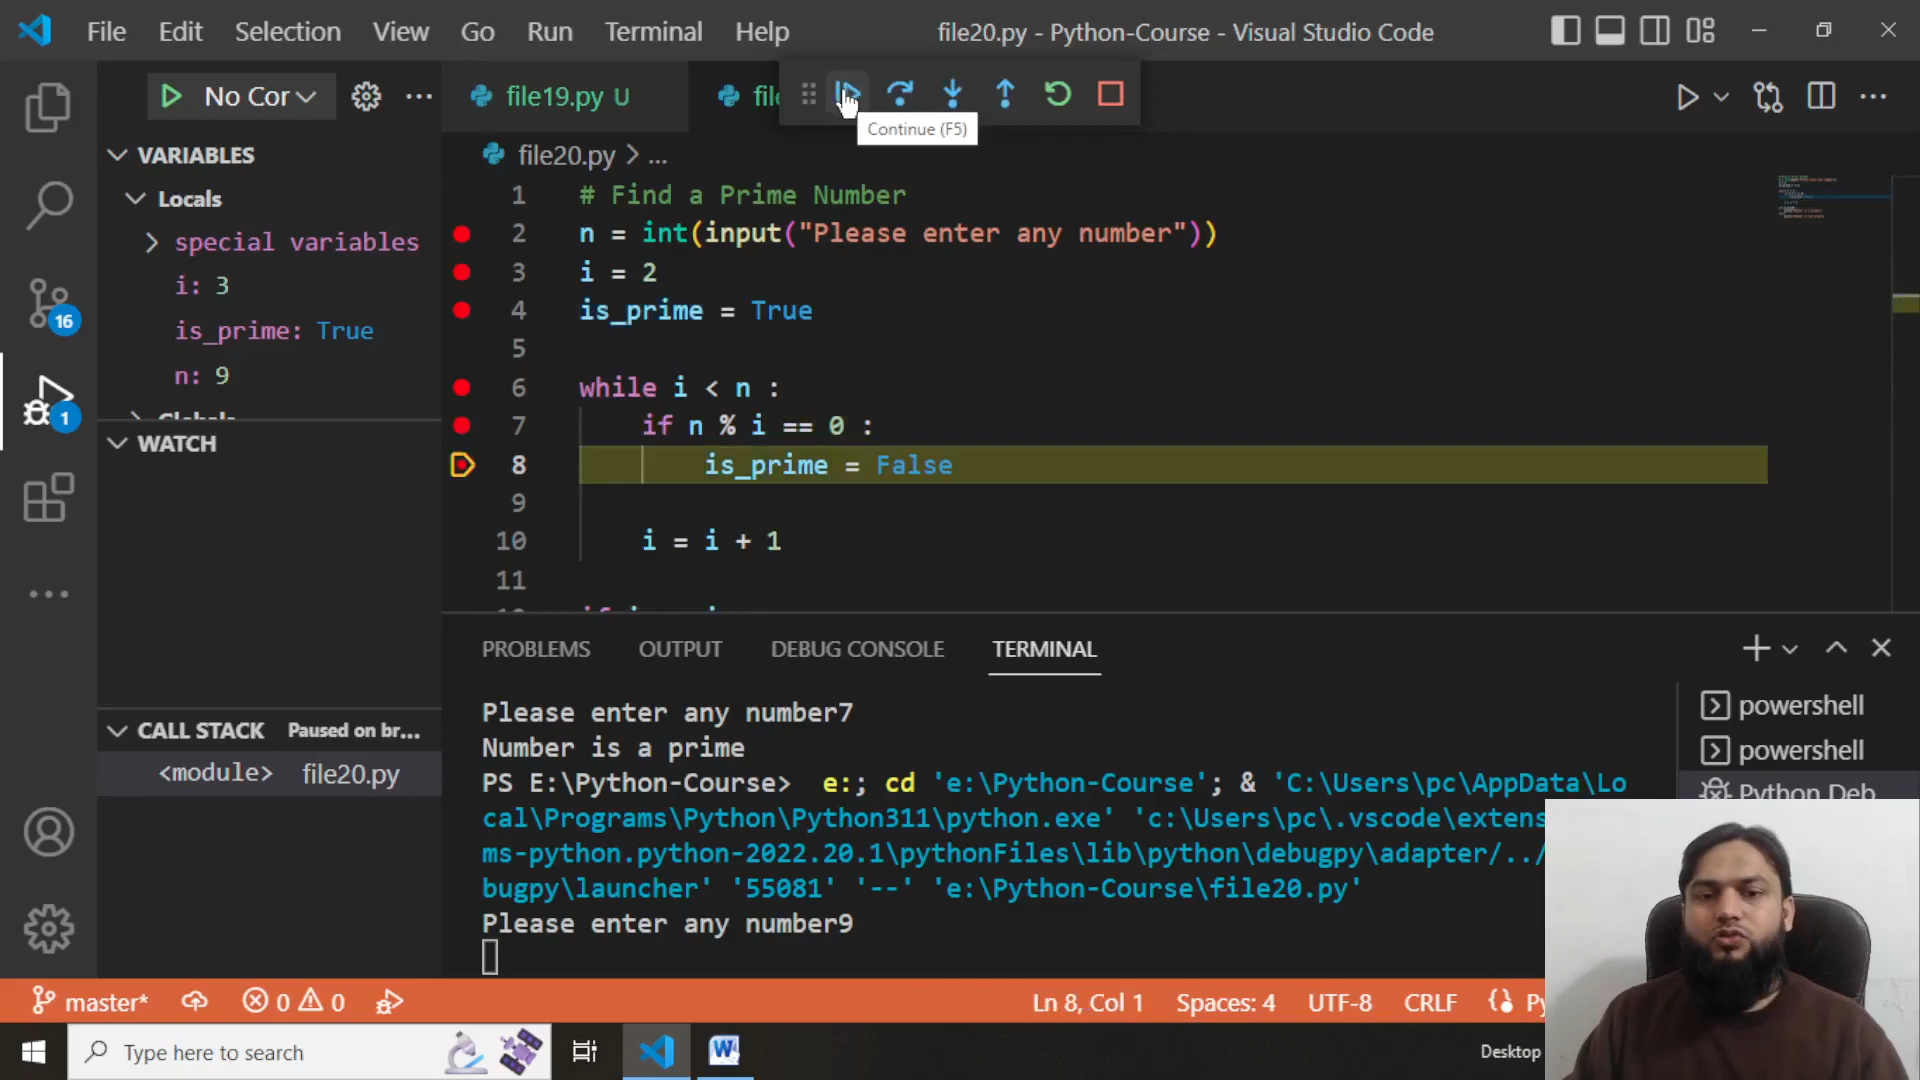 File Edit Selection View Go Run Terminal Help file20.py - Python-Course - Visual Studio Code
No Cor
file19.py U
Continue (F5)
file20.py > ...
VARIABLES
Locals
special variables
i: 3
is_prime: True
n: 9
WATCH
CALL STACK Paused on br...
<module> file20.py
16
1
1 # Find a Prime Number
2 n = int(input("Please enter any number"))
3 i = 2
4 is_prime = True
5
6 while i < n :
7 if n % i == 0 :
8 is_prime = False
9
10 i = i + 1
11
PROBLEMS OUTPUT DEBUG CONSOLE TERMINAL
Please enter any number7
Number is a prime
PS E:\Python-Course> e:; cd 'e:\Python-Course'; & 'C:\Users\pc\AppData\Lo
cal\Programs\Python\Python311\python.exe' 'c:\Users\pc\.vscode\extens
ms-python.python-2022.20.1\pythonFiles\lib\python\debugpy\adapter/../
bugpy\launcher' '55081' '--' 'e:\Python-Course\file20.py'
Please enter any number9
powershell
powershell
Python Deb
master* 0 0 Ln 8, Col 1 Spaces: 4 UTF-8 CRLF Py
Type here to search
Desktop